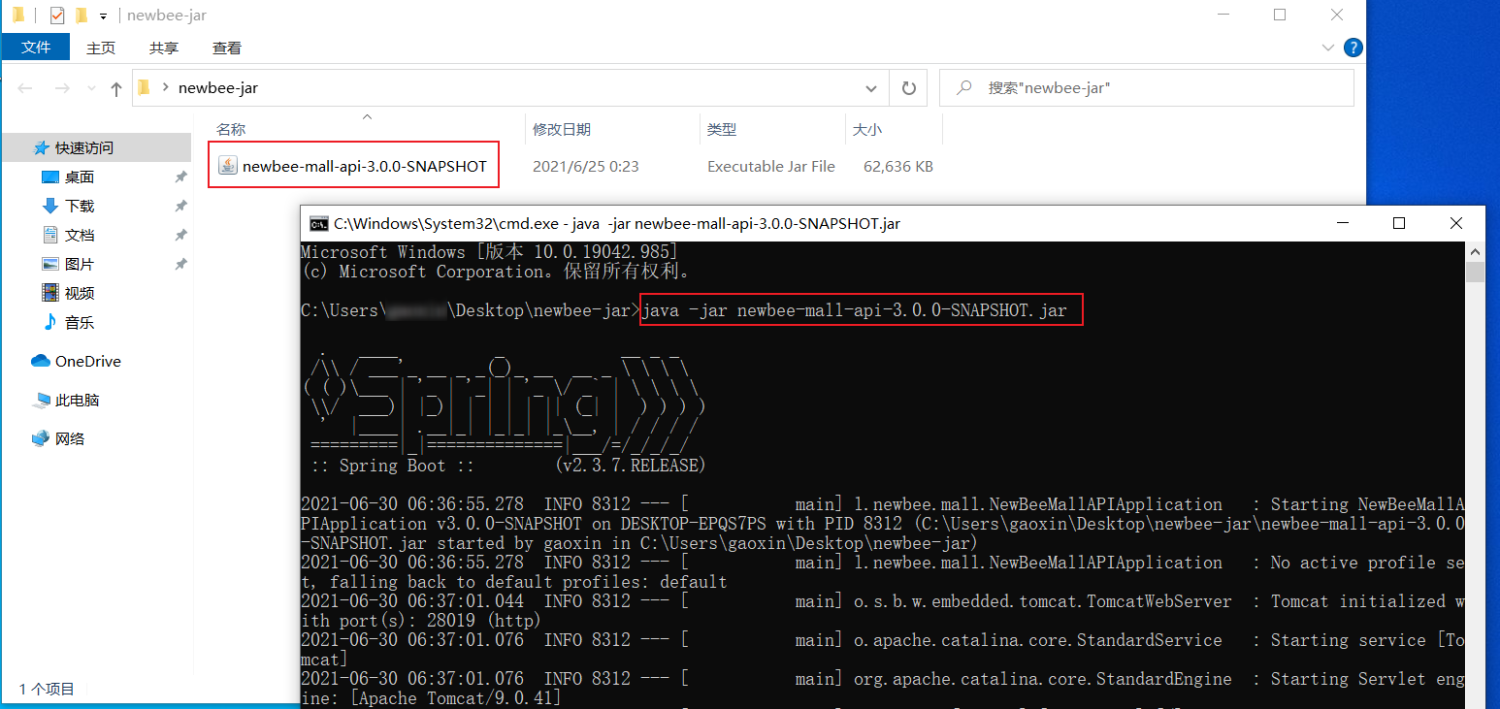 newbee-jar
文件 主页 共享 查看
newbee-jar
搜索"newbee-jar"
名称 修改日期 类型 大小
newbee-mall-api-3.0.0-SNAPSHOT 2021/6/25 0:23 Executable Jar File 62,636 KB
快速访问
桌面
下载
文档
图片
视频
音乐
OneDrive
此电脑
网络
1 个项目
C:\Windows\System32\cmd.exe - java -jar newbee-mall-api-3.0.0-SNAPSHOT.jar
Microsoft Windows [版本 10.0.19042.985]
(c) Microsoft Corporation。保留所有权利。
C:\Users\ \Desktop\newbee-jar>java -jar newbee-mall-api-3.0.0-SNAPSHOT.jar
Spring
:: Spring Boot :: (v2.3.7.RELEASE)
2021-06-30 06:36:55.278 INFO 8312 --- [ main] l.newbee.mall.NewBeeMallAPIApplication : Starting NewBeeMallA
PIApplication v3.0.0-SNAPSHOT on DESKTOP-EPQS7PS with PID 8312 (C:\Users\gaoxin\Desktop\newbee-jar\newbee-mall-api-3.0.0
-SNAPSHOT.jar started by gaoxin in C:\Users\gaoxin\Desktop\newbee-jar)
2021-06-30 06:36:55.278 INFO 8312 --- [ main] l.newbee.mall.NewBeeMallAPIApplication : No active profile se
t, falling back to default profiles: default
2021-06-30 06:37:01.044 INFO 8312 --- [ main] o.s.b.w.embedded.tomcat.TomcatWebServer : Tomcat initialized w
ith port(s): 28019 (http)
2021-06-30 06:37:01.076 INFO 8312 --- [ main] o.apache.catalina.core.StandardService : Starting service [To
mcat]
2021-06-30 06:37:01.076 INFO 8312 --- [ main] org.apache.catalina.core.StandardEngine : Starting Servlet eng
ine: [Apache Tomcat/9.0.41]